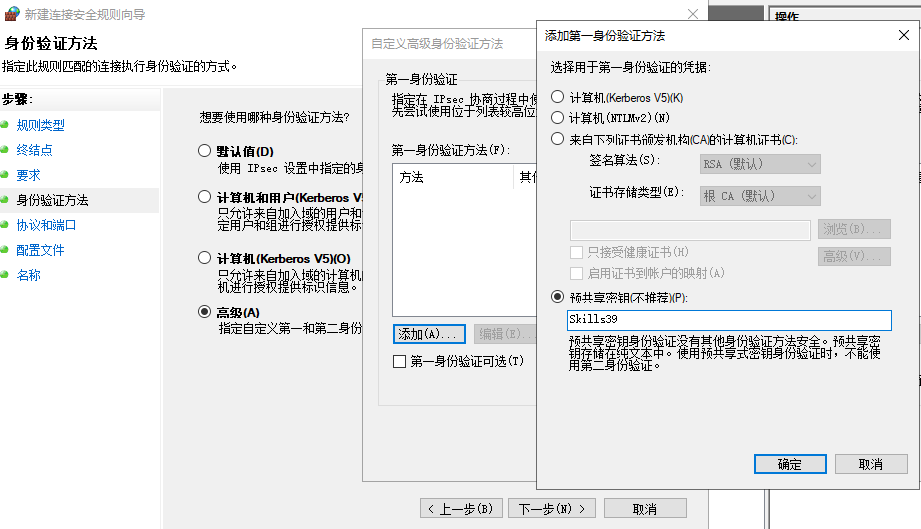 新建连接安全规则向导
操作
身份验证方法
指定此规则匹配的连接执行身份验证的方式。
步骤:
规则类型
终结点
要求
身份验证方法
协议和端口
配置文件
名称
想要使用哪种身份验证方法?
默认值(D)
使用 IPsec 设置中指定的身
计算机和用户(Kerberos V5
只允许来自加入域的用户和
定用户和组进行授权提供标
计算机(Kerberos V5)(O)
只允许来自加入域的计算机
机进行授权提供标识信息。
高级(A)
指定自定义第一和第二身份
< 上一步(B)
下一步(N) >
取消
自定义高级身份验证方法
第一身份验证
指定在 IPsec 协商过程中使
先尝试使用位于列表较高位
第一身份验证方法(F):
方法
其他
添加(A)...
编辑(E)...
第一身份验证可选(T)
添加第一身份验证方法
选择用于第一身份验证的凭据:
计算机(Kerberos V5)(K)
计算机(NTLMv2)(N)
来自下列证书颁发机构(CA)的计算机证书(C):
签名算法(S):
RSA (默认)
证书存储类型(E):
根 CA (默认)
浏览(B)...
只接受健康证书(H)
高级(V)...
启用证书到帐户的映射(A)
预共享密钥(不推荐)(P):
Skills39
预共享密钥身份验证没有其他身份验证方法安全。预共享密
钥存储在纯文本中。使用预共享式密钥身份验证时，不能使
用第二身份验证。
确定
取消